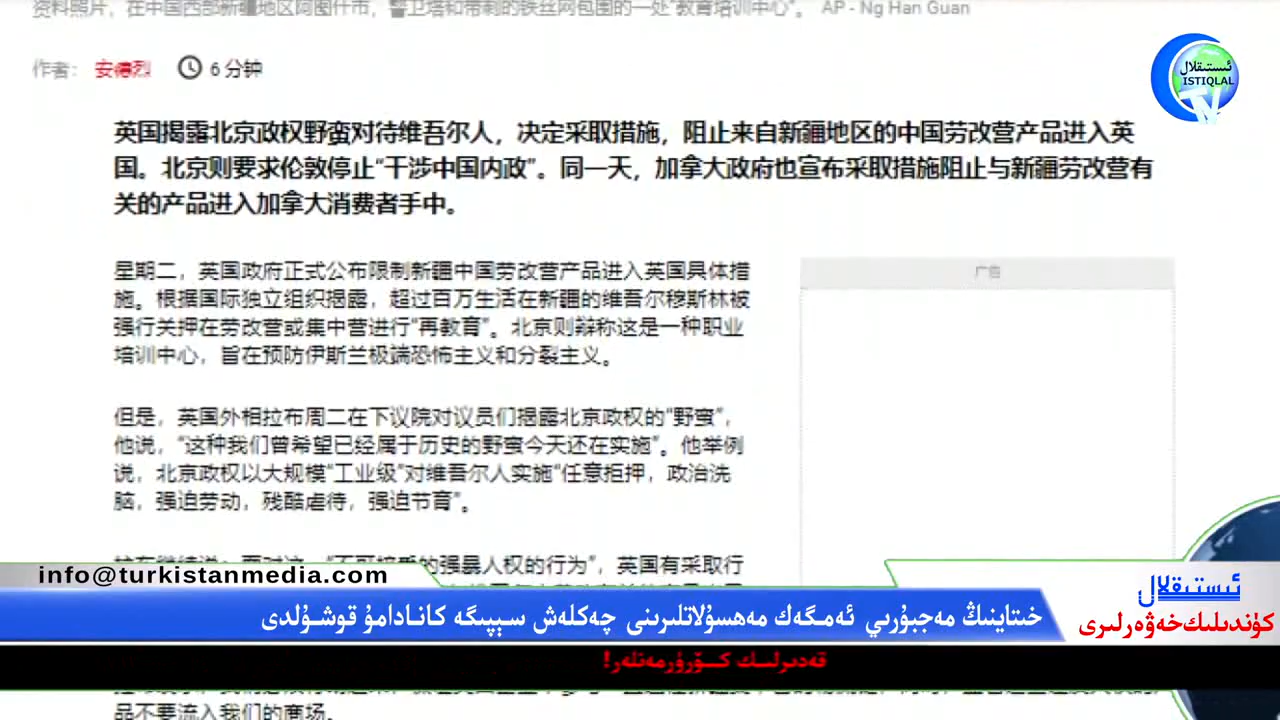 资料照片，在中国西部新疆地区阿图什市，警卫塔和带刺的铁丝网包围的一处“教育培训中心”。 AP - Ng Han Guan
作者： 安德烈 6 分钟
ئىستىقلال
ISTIQLAL
TV
英国揭露北京政权野蛮对待维吾尔人，决定采取措施，阻止来自新疆地区的中国劳改营产品进入英
国。北京则要求伦敦停止“干涉中国内政”。同一天，加拿大政府也宣布采取措施阻止与新疆劳改营有
关的产品进入加拿大消费者手中。
星期二，英国政府正式公布限制新疆中国劳改营产品进入英国具体措
施。根据国际独立组织揭露，超过百万生活在新疆的维吾尔穆斯林被
强行关押在劳改营或集中营进行“再教育”。北京则辩称这是一种职业
培训中心，旨在预防伊斯兰极端恐怖主义和分裂主义。
广告
但是，英国外相拉布周二在下议院对议员们揭露北京政权的“野蛮”，
他说，“这种我们曾希望已经属于历史的野蛮今天还在实施”。他举例
说，北京政权以大规模“工业级”对维吾尔人实施“任意拒押，政治洗
脑，强迫劳动，残酷虐待，强迫节育”。
的强暴人权的行为”，英国有采取行
info@turkistanmedia.com
ئىستىقلال
كۈندىلىك خەۋەرلىرى
خىتاينىڭ مەجبۇرىي ئەمگەك مەھسۇلاتلىرىنى چەكلەش سېپىگە كانادامۇ قوشۇلدى
قەدىرلىك كۆرۈرمەنلەر!
品不要流入我们的商场。